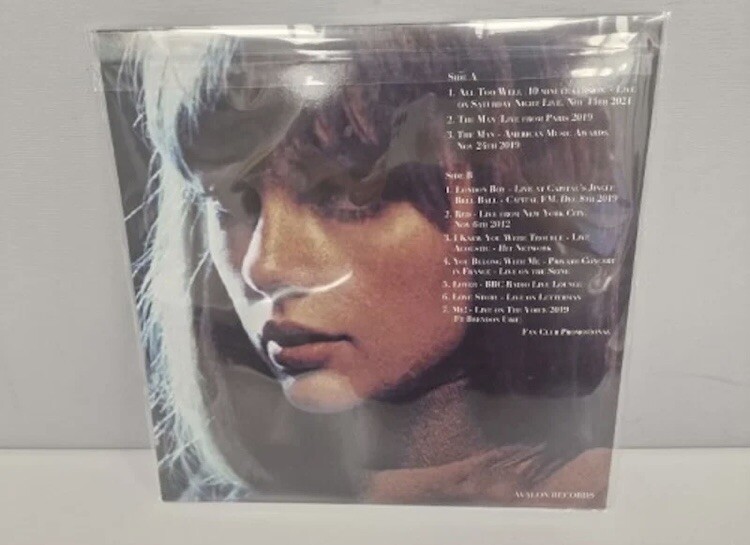 Side A
1. All Too Well (10 minute version) - Live
on Saturday Night Live, Nov 13th 2021
2. The Man (Live from Paris 2019
3. The Man - American Music Awards,
Nov 24th 2019
Side B
1. London Boy - Live at Capital's Jingle
Bell Ball - Capital FM, Dec 8th 2019
2. Red - Live from New York City,
Nov 6th 2012
3. I Knew You Were Trouble - Live
Acoustic - Hit Network
4. You Belong With Me - Private Concert
in France - Live on the Seine
5. Lover - BBC Radio Live Lounge
6. Love Story - Live on Letterman
7. Me! - Live on The Voice 2019
(Ft Brendon Urie)
Fan Club Promotional
AVALON RECORDS